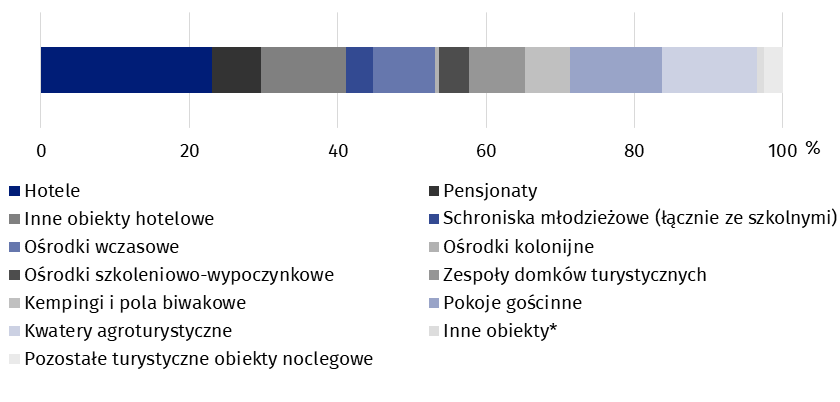 0 20 40 60 80 100 %
Hotele
Pensjonaty
Inne obiekty hotelowe
Schroniska młodzieżowe (łącznie ze szkolnymi)
Ośrodki wczasowe
Ośrodki kolonijne
Ośrodki szkoleniowo-wypoczynkowe
Zespoły domków turystycznych
Kempingi i pola biwakowe
Pokoje gościnne
Kwatery agroturystyczne
Inne obiekty*
Pozostałe turystyczne obiekty noclegowe